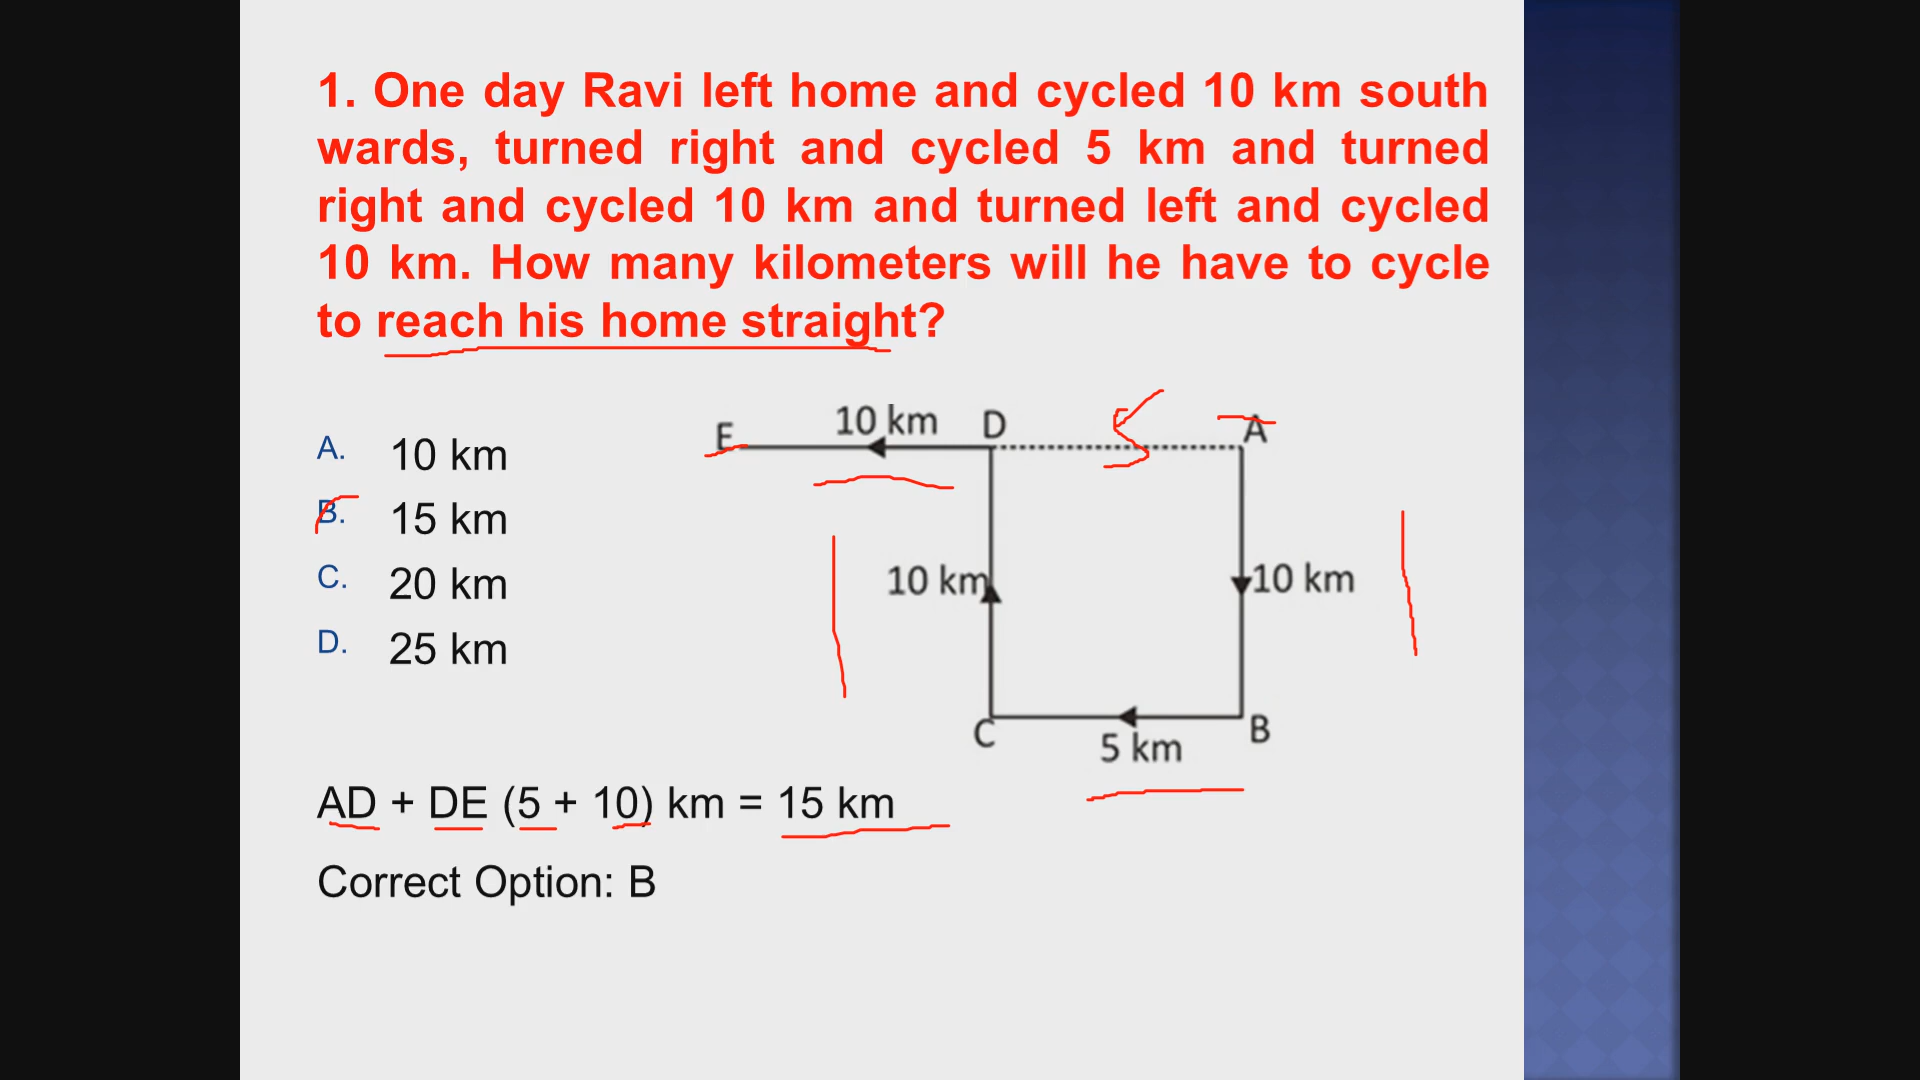 1. One day Ravi left home and cycled 10 km south
wards, turned right and cycled 5 km and turned
right and cycled 10 km and turned left and cycled
10 km. How many kilometers will he have to cycle
to reach his home straight?
A. 10 km
B. 15 km
C. 20 km
D. 25 km
E 10 km D A
10 km 10 km
C 5 km B
AD + DE (5 + 10) km = 15 km
Correct Option: B